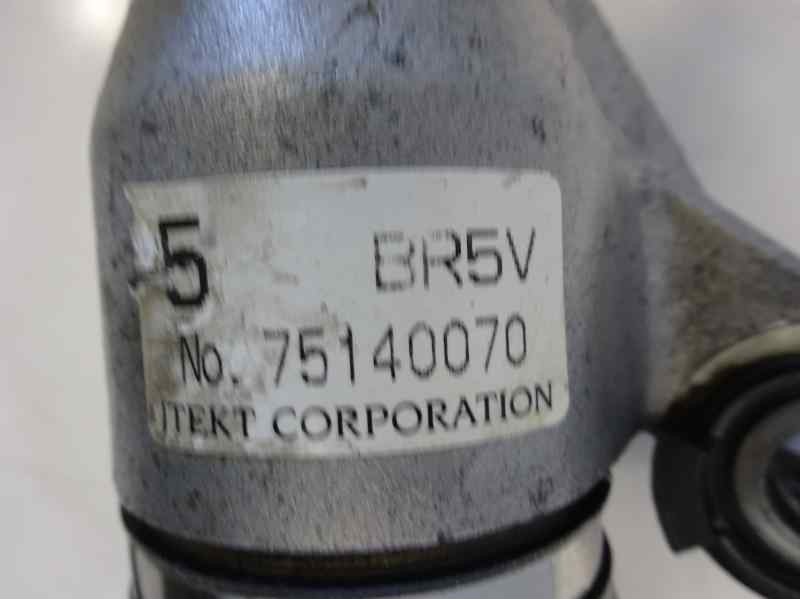 5 BR5V
No. 75140070
JTEKT CORPORATION